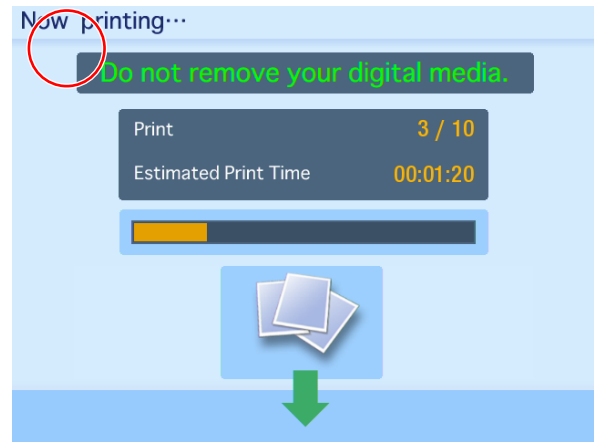 Now printing…
Do not remove your digital media.
Print 3 / 10
Estimated Print Time 00:01:20